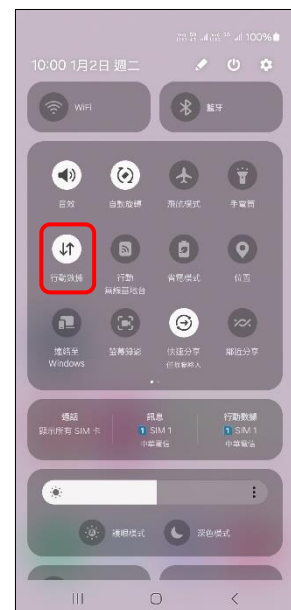 100%
10:00 1月2日 週二
WiFi
藍牙
音效
自動旋轉
飛航模式
手電筒
行動數據
行動
無線基地台
省電模式
位置
連結至
Windows
螢幕錄影
快速分享
鄰近分享
通話
顯示所有 SIM 卡
訊息
1 SIM 1
中華電信
行動數據
1 SIM 1
中華電信
護眼模式
深色模式